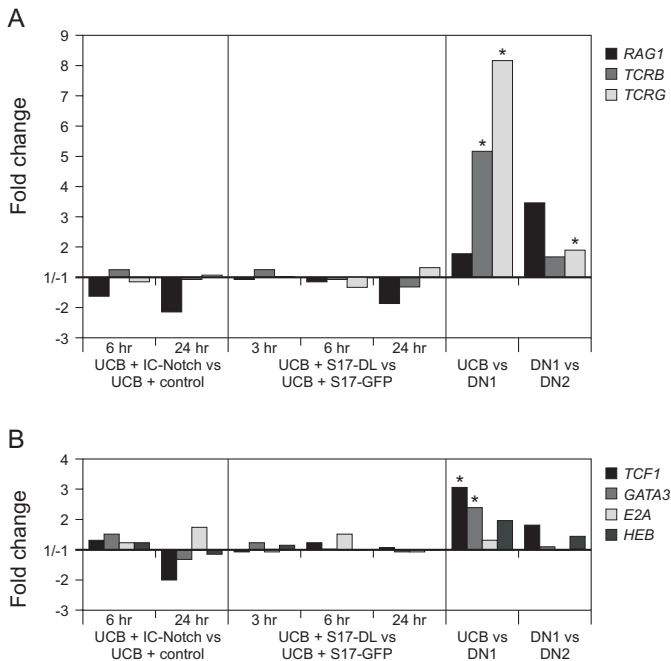 A
Fold change
9
8
7
6
5
4
3
2
1/-1
-2
-3
*
*
*
RAG1
TCRB
TCRG
6 hr 24 hr 3 hr 6 hr 24 hr
UCB + IC-Notch vs UCB + control
UCB + S17-DL vs UCB + S17-GFP
UCB vs DN1
DN1 vs DN2
B
Fold change
4
3
2
1/-1
-2
-3
*
*
TCF1
GATA3
E2A
HEB
6 hr 24 hr 3 hr 6 hr 24 hr
UCB + IC-Notch vs UCB + control
UCB + S17-DL vs UCB + S17-GFP
UCB vs DN1
DN1 vs DN2